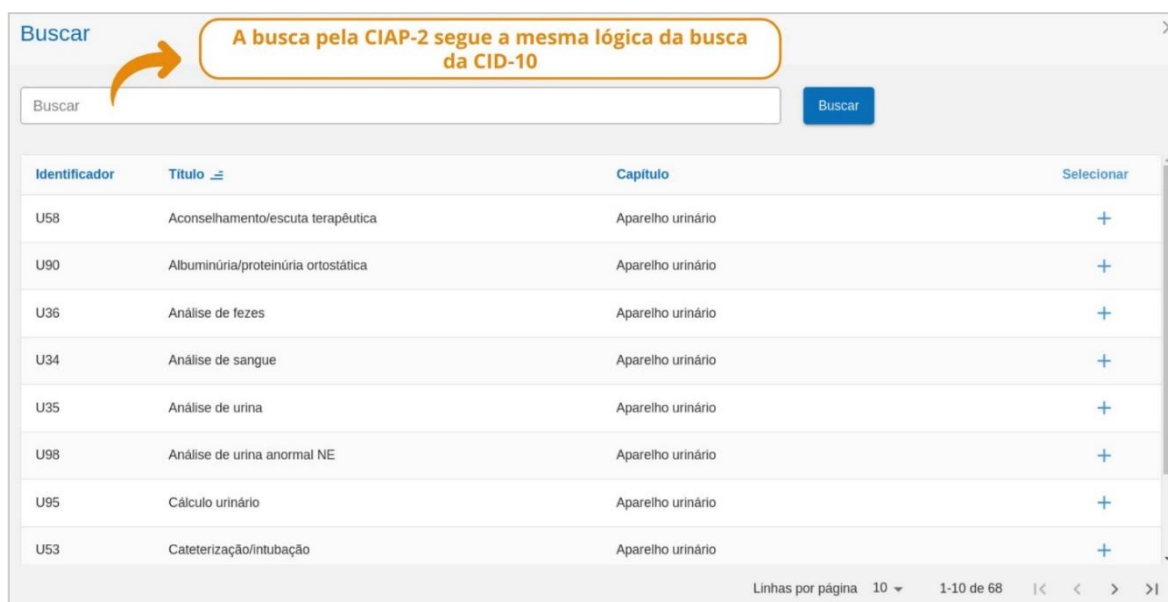 Buscar
A busca pela CIAP-2 segue a mesma lógica da busca
da CID-10
Buscar
Buscar
Identificador Título Capítulo Selecionar
U58 Aconselhamento/escuta terapêutica Aparelho urinário
U90 Albuminúria/proteinúria ortostática Aparelho urinário
U36 Análise de fezes Aparelho urinário
U34 Análise de sangue Aparelho urinário
U35 Análise de urina Aparelho urinário
U98 Análise de urina anormal NE Aparelho urinário
U95 Cálculo urinário Aparelho urinário
U53 Cateterização/intubação Aparelho urinário
Linhas por página 10 1-10 de 68